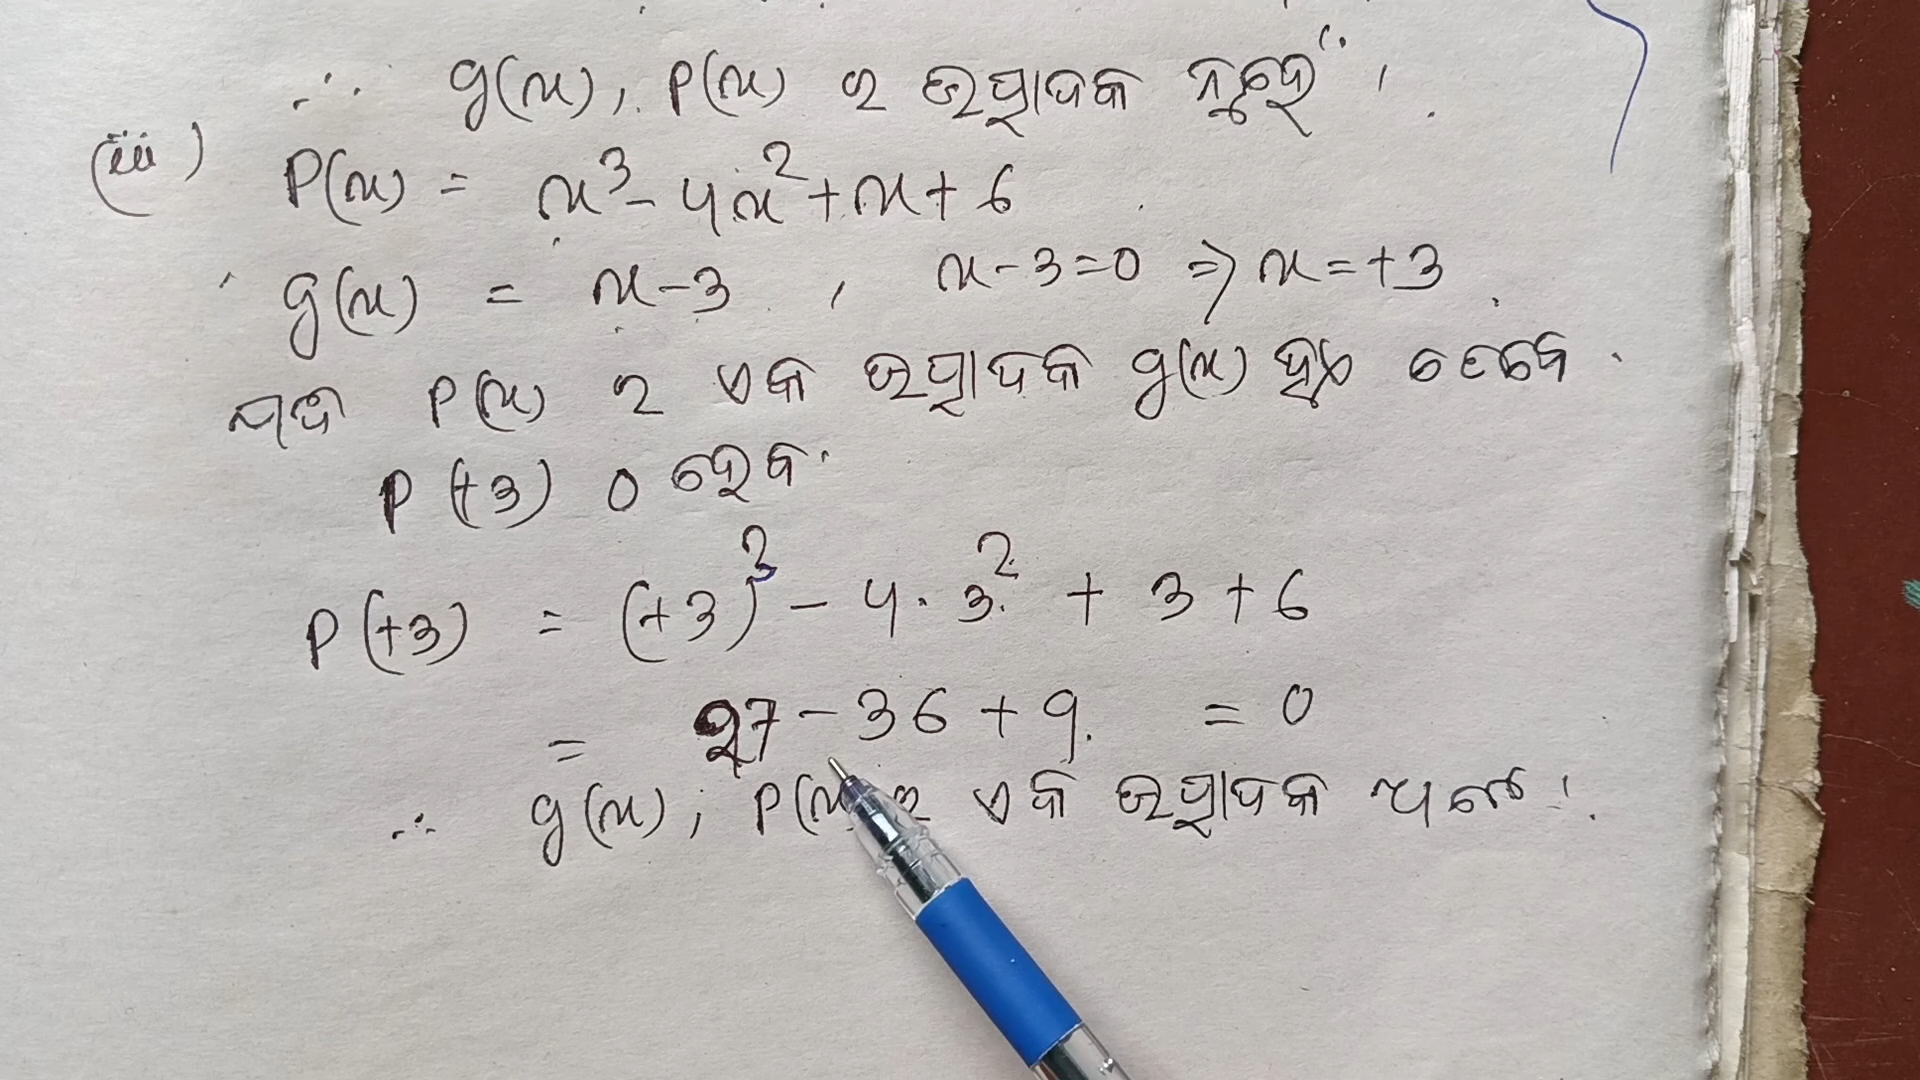 ∴ g(x), P(x) ର ଉତ୍ପାଦକ ନୁହେଁ ।
(iii) P(x) = x³ - 4x² + x + 6
g(x) = x - 3 , x - 3 = 0 ⇒ x = +3
ଯଦି P(x) ର ଏକ ଉତ୍ପାଦକ g(x) ହୁଏ ତେବେ
P(+3) 0 ହେବ
P(+3) = (+3)³ - 4 · 3² + 3 + 6
= 27 - 36 + 9 = 0
∴ g(x), P(x) ର ଏକ ଉତ୍ପାଦକ ଅଟେ ।